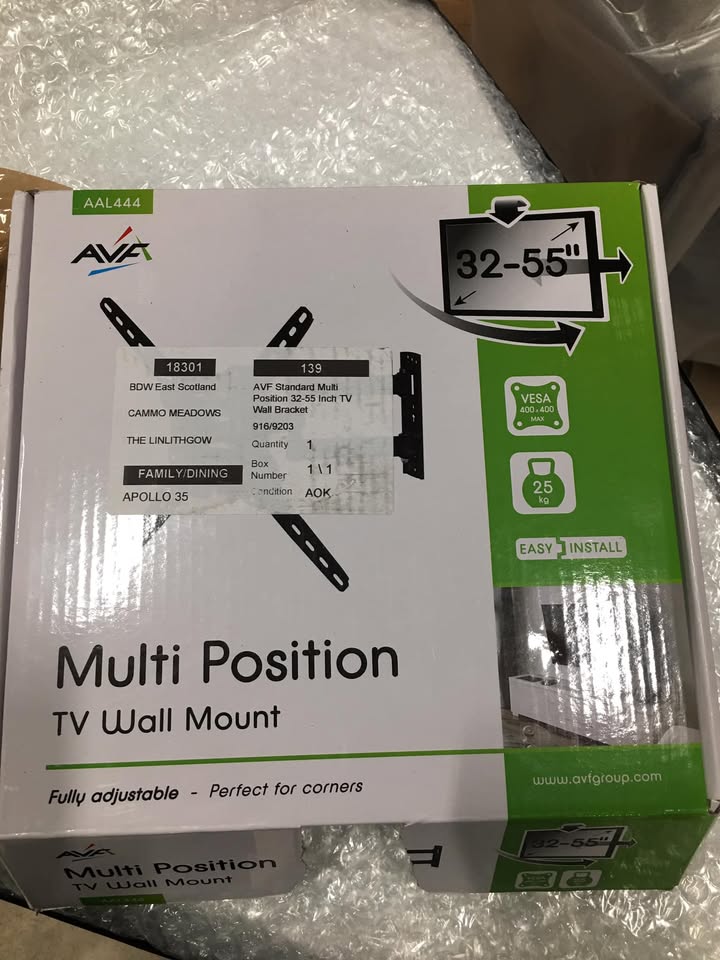 AAL444
AVF
32-55"
18301
BDW East Scotland
CAMMO MEADOWS
THE LINLITHGOW
FAMILY/DINING
APOLLO 35
139
AVF Standard Multi
Position 32-55 Inch TV
Wall Bracket
916/9203
Quantity 1
Box
Number 1 \ 1
AOK
VESA
400 x 400
MAX
25
kg
EASY INSTALL
Multi Position
TV Wall Mount
Fully adjustable - Perfect for corners
www.avfgroup.com
AVF
Multi Position
TV Wall Mount
AAL444
32-55"